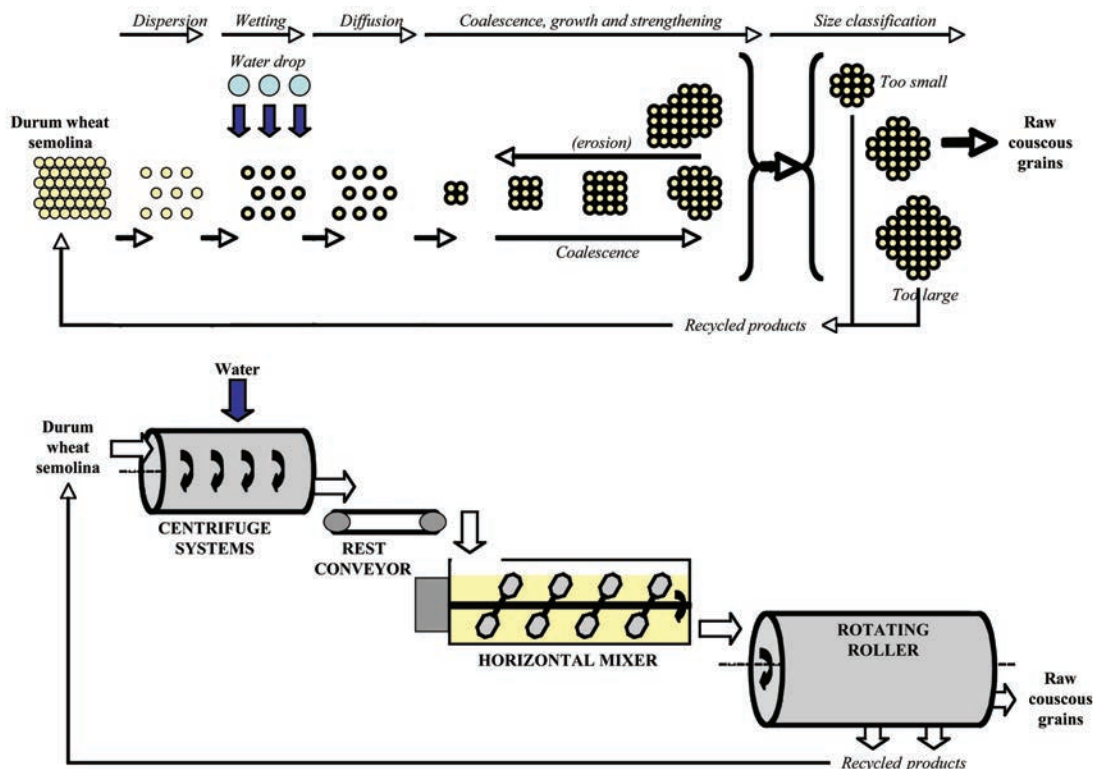 Dispersion
Wetting
Diffusion
Coalescence, growth and strengthening
Size classification
Water drop
Too small
Durum wheat
semolina
(erosion)
Raw
couscous
grains
Coalescence
Too large
Recycled products
Water
Durum
wheat
semolina
CENTRIFUGE
SYSTEMS
REST
CONVEYOR
HORIZONTAL MIXER
ROTATING
ROLLER
Raw
couscous
grains
Recycled products